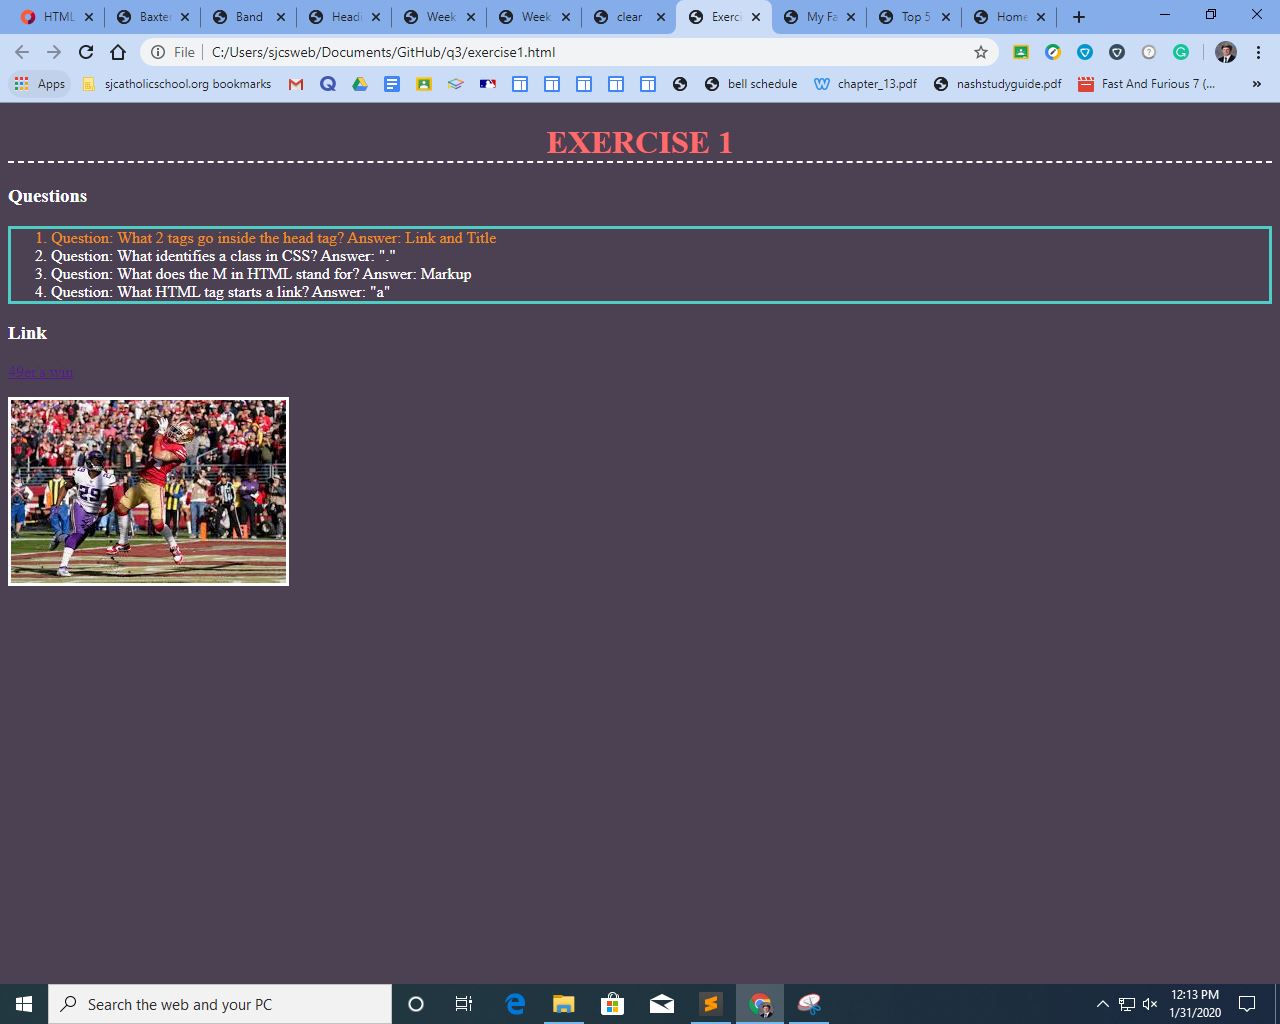 HTML Baxter Band Headi Week Week clear Exerci My Fa Top 5 Home
File C:/Users/sjcsweb/Documents/GitHub/q3/exercise1.html
Apps sjcatholicschool.org bookmarks bell schedule chapter_13.pdf nashstudyguide.pdf Fast And Furious 7 (... »
EXERCISE 1
Questions
1. Question: What 2 tags go inside the head tag? Answer: Link and Title
2. Question: What identifies a class in CSS? Answer: "."
3. Question: What does the M in HTML stand for? Answer: Markup
4. Question: What HTML tag starts a link? Answer: "a"
Link
49er's win
29
Search the web and your PC
12:13 PM
1/31/2020